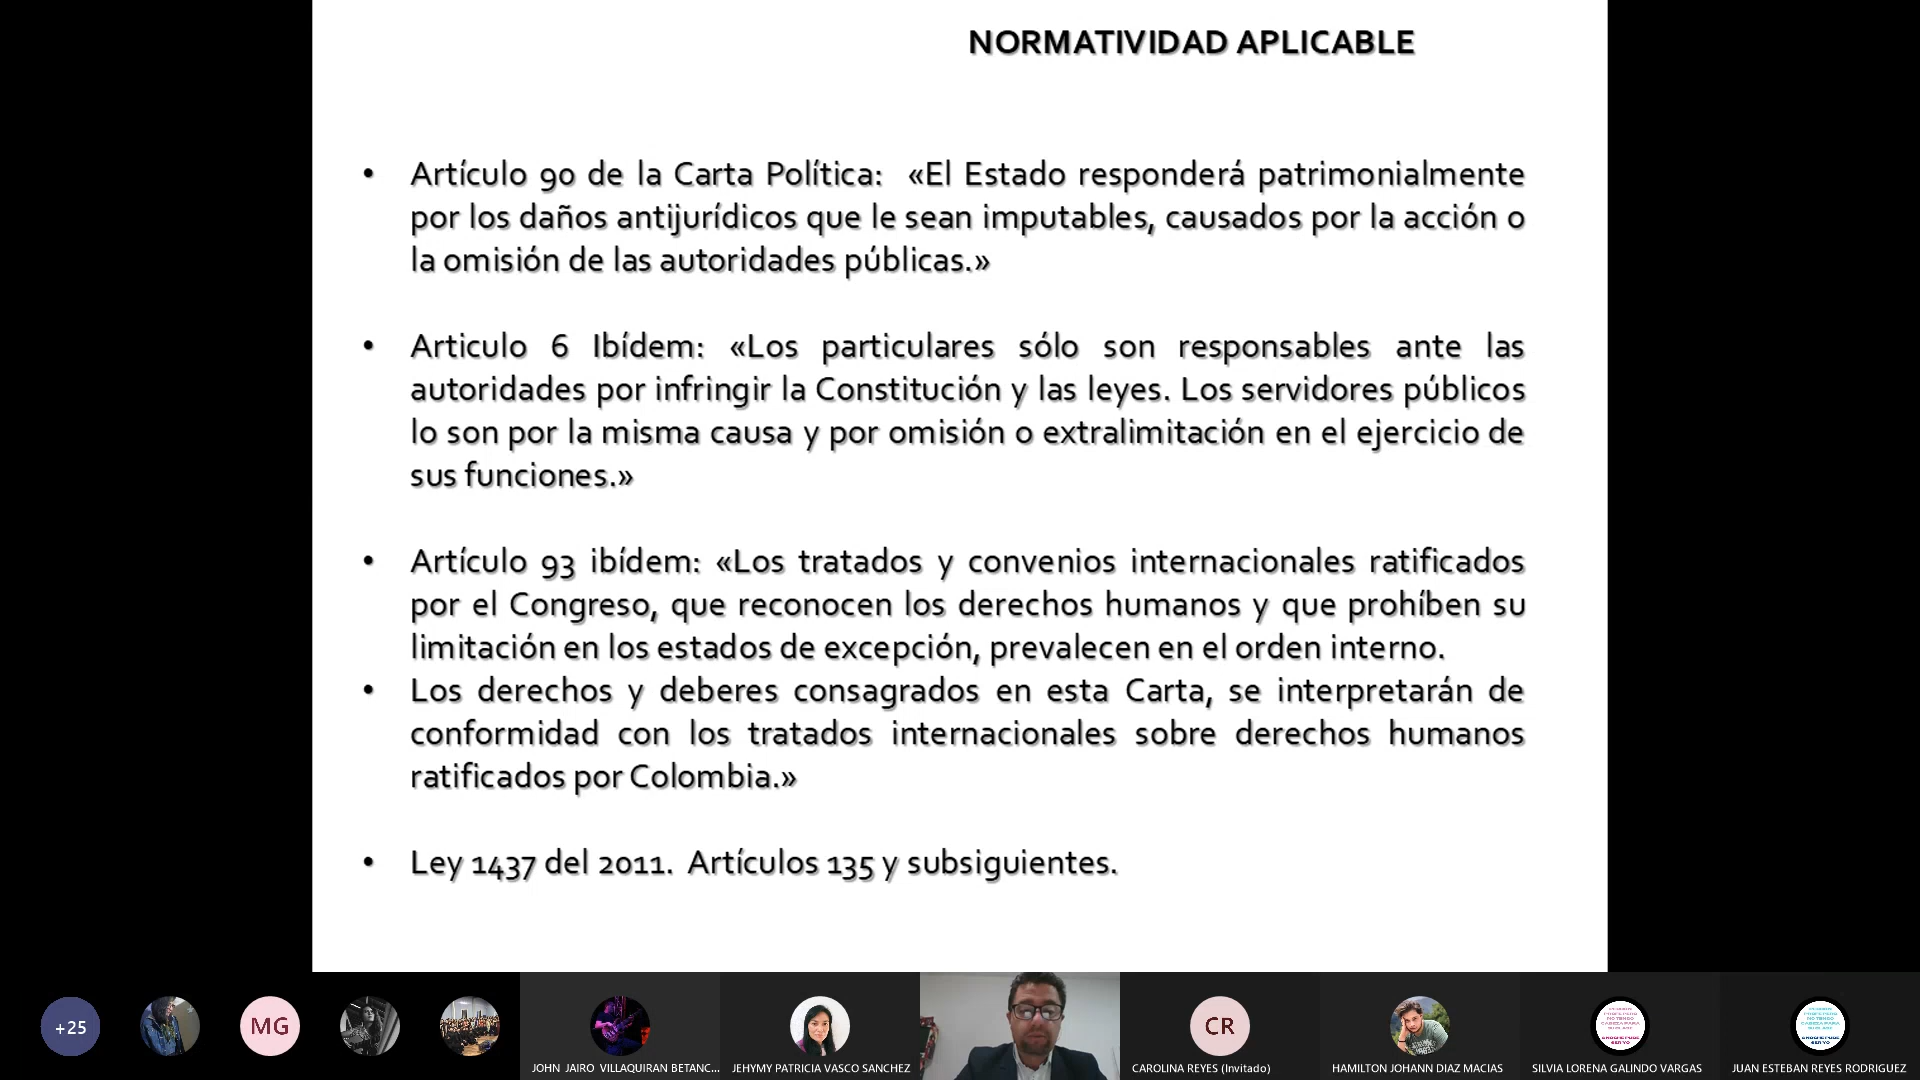 NORMATIVIDAD APLICABLE
• Artículo 90 de la Carta Política: «El Estado responderá patrimonialmente
por los daños antijurídicos que le sean imputables, causados por la acción o
la omisión de las autoridades públicas.»
• Articulo 6 Ibídem: «Los particulares sólo son responsables ante las
autoridades por infringir la Constitución y las leyes. Los servidores públicos
lo son por la misma causa y por omisión o extralimitación en el ejercicio de
sus funciones.»
• Artículo 93 ibídem: «Los tratados y convenios internacionales ratificados
por el Congreso, que reconocen los derechos humanos y que prohíben su
limitación en los estados de excepción, prevalecen en el orden interno.
• Los derechos y deberes consagrados en esta Carta, se interpretarán de
conformidad con los tratados internacionales sobre derechos humanos
ratificados por Colombia.»
• Ley 1437 del 2011. Artículos 135 y subsiguientes.
+25
MG
CR
JOHN JAIRO VILLAQUIRAN BETANC...
JEHYMY PATRICIA VASCO SANCHEZ
CAROLINA REYES (Invitado)
HAMILTON JOHANN DIAZ MACIAS
SILVIA LORENA GALINDO VARGAS
JUAN ESTEBAN REYES RODRIGUEZ